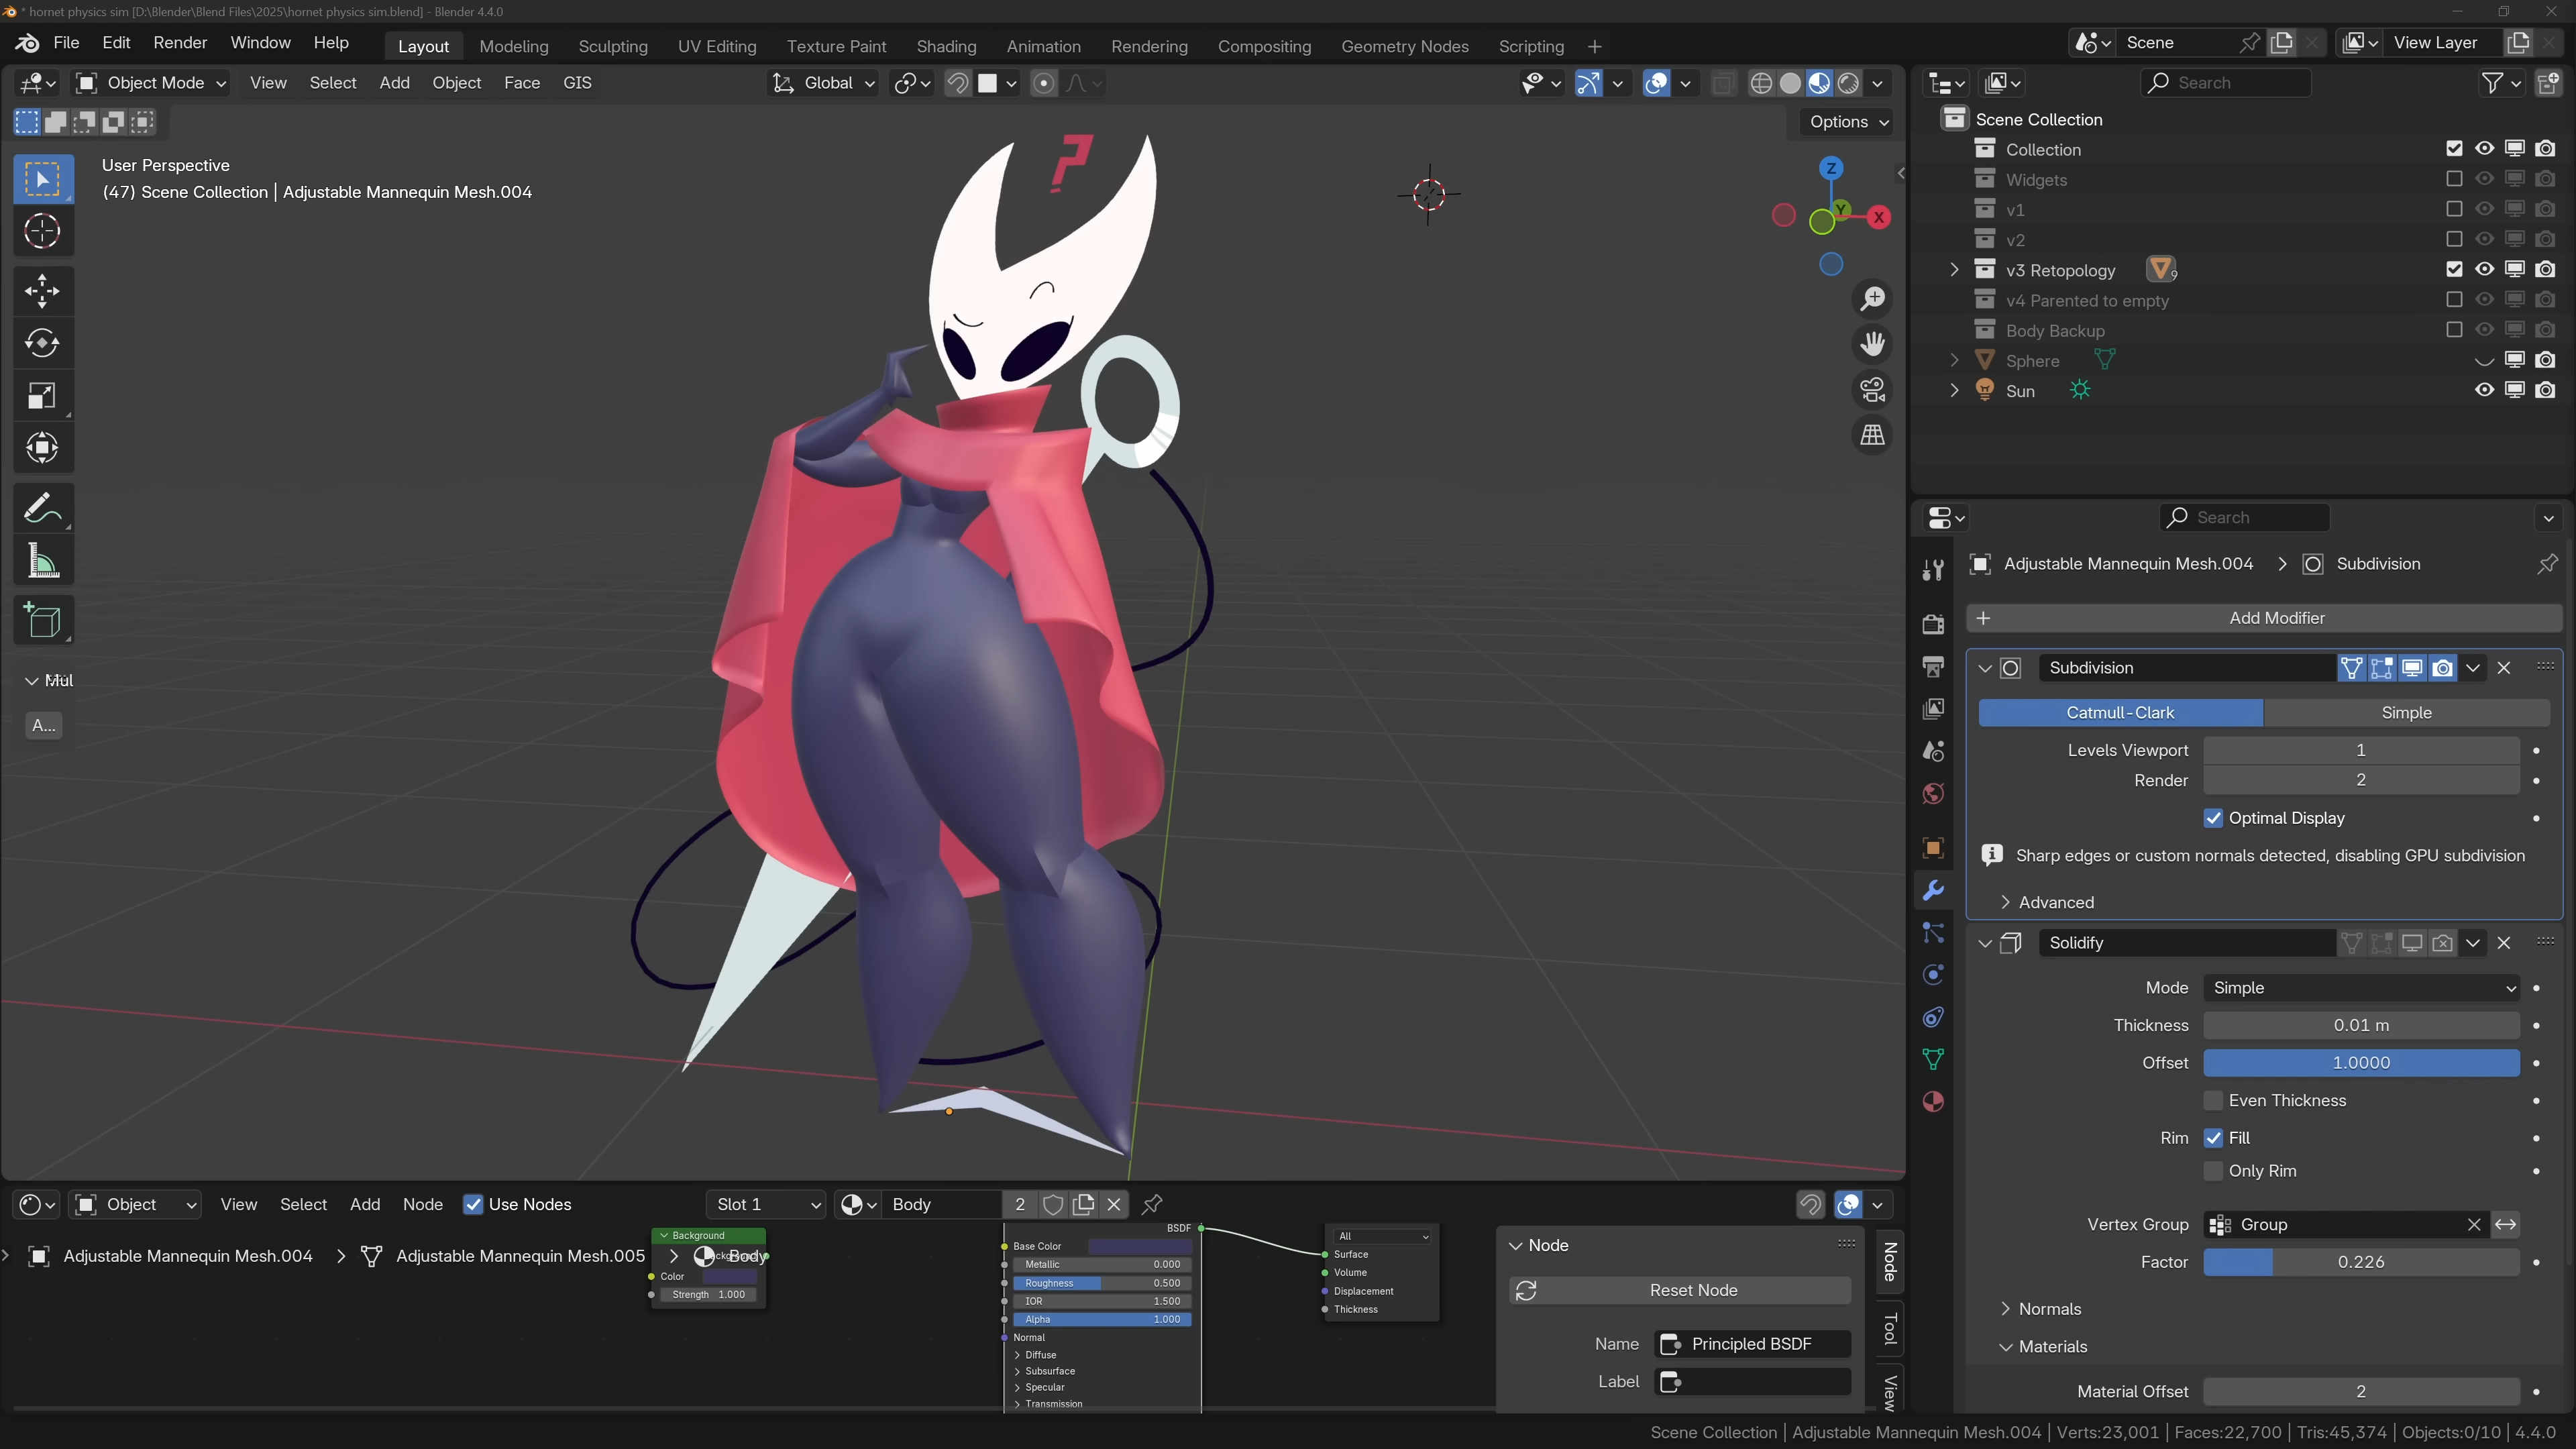 * hornet physics sim [D:\Blender\Blend Files\2025\hornet physics sim.blend] - Blender 4.4.0
File Edit Render Window Help Layout Modeling Sculpting UV Editing Texture Paint Shading Animation Rendering Compositing Geometry Nodes Scripting + Scene View Layer
Object Mode View Select Add Object Face GIS Global Search
Options
User Perspective
(47) Scene Collection | Adjustable Mannequin Mesh.004
?
Z
Y
X
Mul
A...
Scene Collection
Collection
Widgets
v1
v2
v3 Retopology 9
v4 Parented to empty
Body Backup
Sphere
Sun
Search
Adjustable Mannequin Mesh.004 > Subdivision
+ Add Modifier
Subdivision
Catmull-Clark Simple
Levels Viewport 1
Render 2
Optimal Display
Sharp edges or custom normals detected, disabling GPU subdivision
Advanced
Solidify
Mode Simple
Thickness 0.01 m
Offset 1.0000
Even Thickness
Rim Fill
Only Rim
Vertex Group Group
Factor 0.226
Normals
Materials
Material Offset 2
Object View Select Add Node Use Nodes Slot 1 Body 2
Adjustable Mannequin Mesh.004 > Adjustable Mannequin Mesh.005 > Body
Background
Color
Strength 1.000
BSDF
Base Color
Metallic 0.000
Roughness 0.500
IOR 1.500
Alpha 1.000
Normal
Diffuse
Subsurface
Specular
Transmission
All
Surface
Volume
Displacement
Thickness
Node
Reset Node
Name Principled BSDF
Label
Node
Tool
View
Scene Collection | Adjustable Mannequin Mesh.004 | Verts:23,001 | Faces:22,700 | Tris:45,374 | Objects:0/10 | 4.4.0